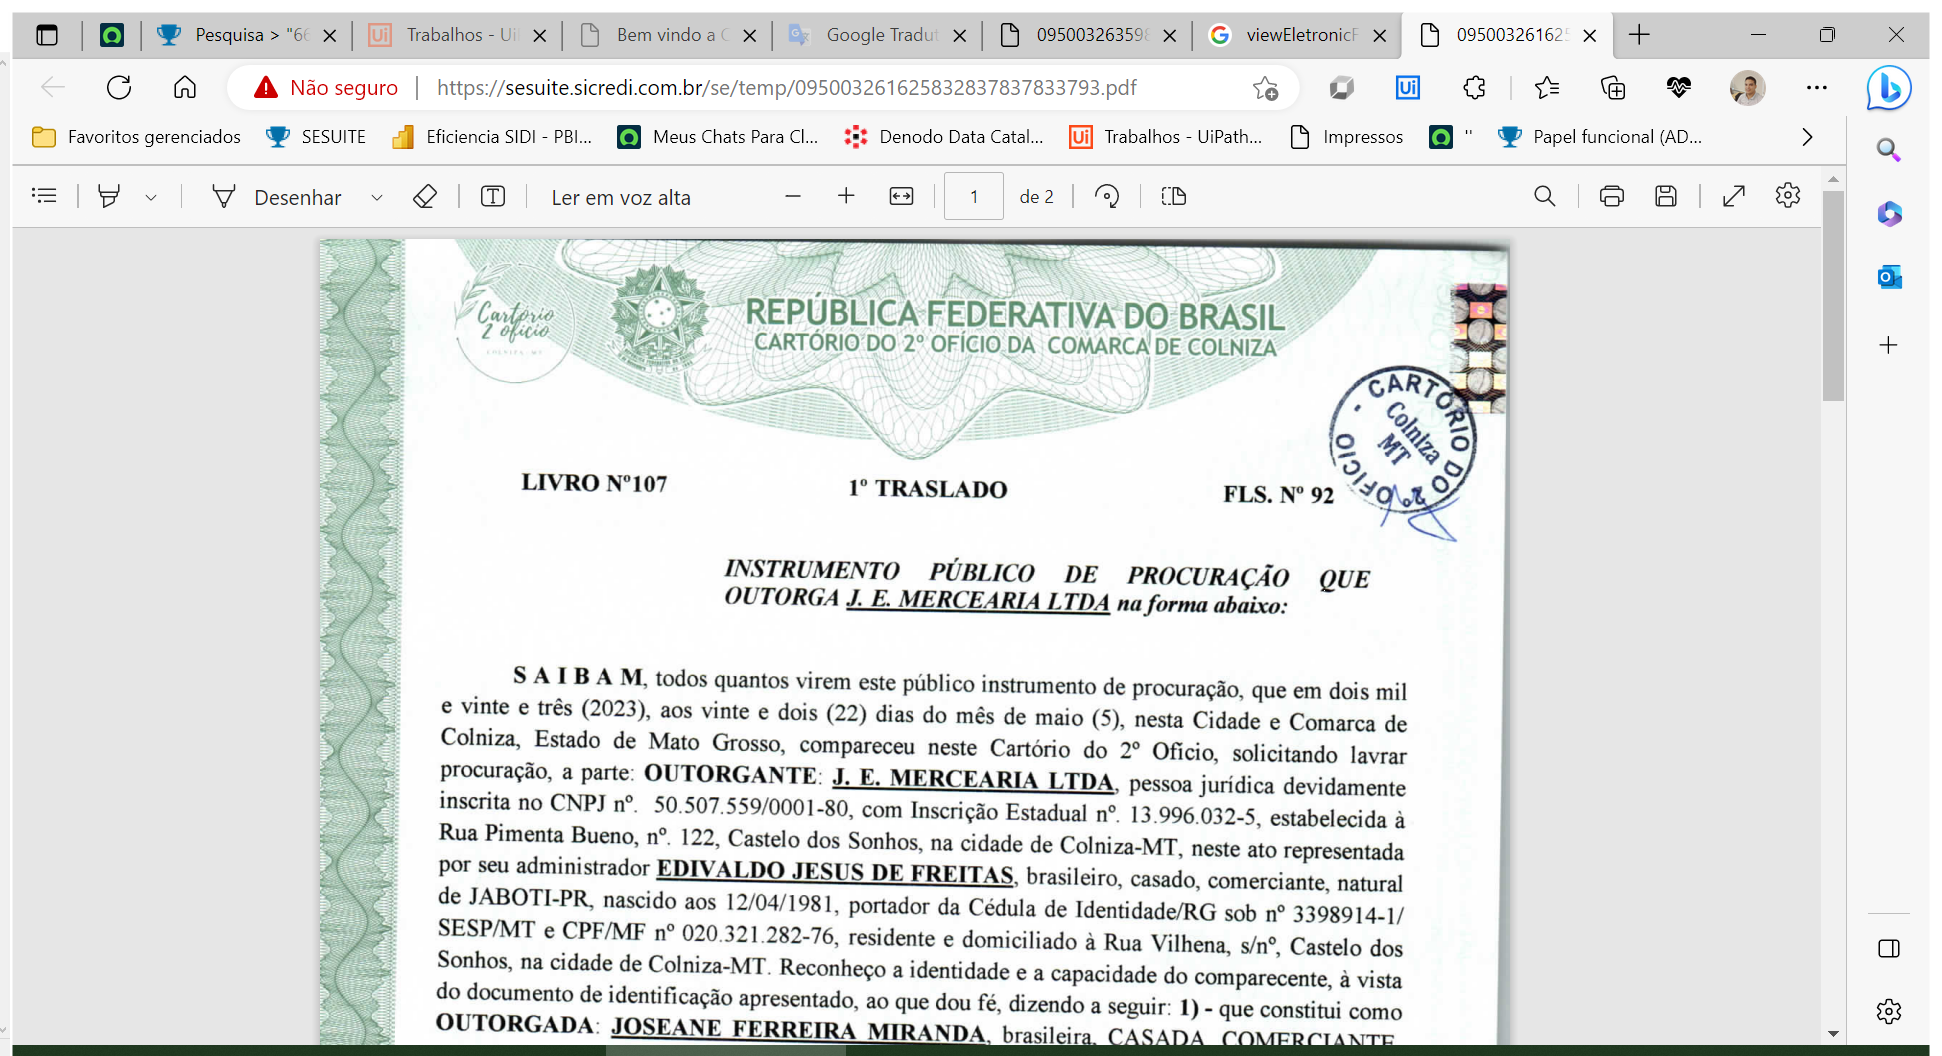 Pesquisa > "66
Trabalhos - Ui
Bem vindo a C
Google Tradut
09500326359
viewEletronicF
095003261625
Não seguro
https://sesuite.sicredi.com.br/se/temp/095003261625832837837833793.pdf
Favoritos gerenciados
SESUITE
Eficiencia SIDI - PBI...
Meus Chats Para Cl...
Denodo Data Catal...
Trabalhos - UiPath...
Impressos
"
Papel funcional (AD...
Desenhar
Ler em voz alta
1
de 2
Cartório
2º ofício
COLNIZA - MT
REPÚBLICA FEDERATIVA DO BRASIL
CARTÓRIO DO 2º OFÍCIO DA COMARCA DE COLNIZA
- CARTÓRIO DO 2º OFICIO
Colniza
MT
LIVRO Nº107
1º TRASLADO
FLS. Nº 92
INSTRUMENTO PÚBLICO DE PROCURAÇÃO QUE
OUTORGA J. E. MERCEARIA LTDA na forma abaixo:
S A I B A M, todos quantos virem este público instrumento de procuração, que em dois mil
e vinte e três (2023), aos vinte e dois (22) dias do mês de maio (5), nesta Cidade e Comarca de
Colniza, Estado de Mato Grosso, compareceu neste Cartório do 2º Ofício, solicitando lavrar
procuração, a parte: OUTORGANTE: J. E. MERCEARIA LTDA, pessoa jurídica devidamente
inscrita no CNPJ nº. 50.507.559/0001-80, com Inscrição Estadual nº. 13.996.032-5, estabelecida à
Rua Pimenta Bueno, nº. 122, Castelo dos Sonhos, na cidade de Colniza-MT, neste ato representada
por seu administrador EDIVALDO JESUS DE FREITAS, brasileiro, casado, comerciante, natural
de JABOTI-PR, nascido aos 12/04/1981, portador da Cédula de Identidade/RG sob nº 3398914-1/
SESP/MT e CPF/MF nº 020.321.282-76, residente e domiciliado à Rua Vilhena, s/nº, Castelo dos
Sonhos, na cidade de Colniza-MT. Reconheço a identidade e a capacidade do comparecente, à vista
do documento de identificação apresentado, ao que dou fé, dizendo a seguir: 1) - que constitui como
OUTORGADA: JOSEANE FERREIRA MIRANDA, brasileira, CASADA, COMERCIANTE,